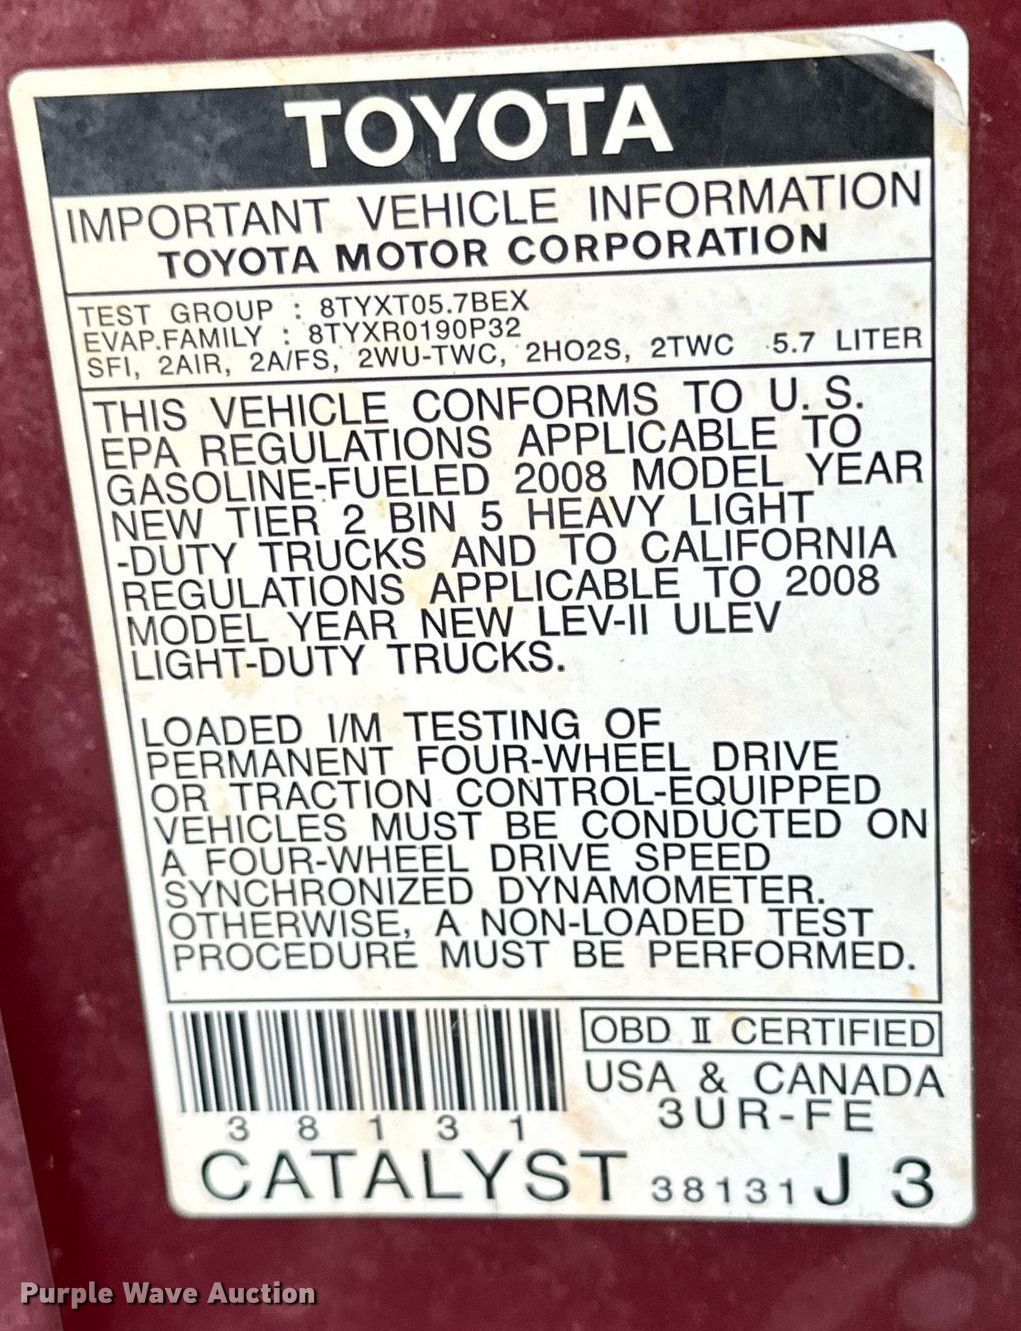 TOYOTA
IMPORTANT VEHICLE INFORMATION
TOYOTA MOTOR CORPORATION
TEST GROUP : 8TYXT05.7BEX
EVAP.FAMILY : 8TYXR0190P32
SFI, 2AIR, 2A/FS, 2WU-TWC, 2HO2S, 2TWC 5.7 LITER
THIS VEHICLE CONFORMS TO U.S.
EPA REGULATIONS APPLICABLE TO
GASOLINE-FUELED 2008 MODEL YEAR
NEW TIER 2 BIN 5 HEAVY LIGHT
-DUTY TRUCKS AND TO CALIFORNIA
REGULATIONS APPLICABLE TO 2008
MODEL YEAR NEW LEV-II ULEV
LIGHT-DUTY TRUCKS.
LOADED I/M TESTING OF
PERMANENT FOUR-WHEEL DRIVE
OR TRACTION CONTROL-EQUIPPED
VEHICLES MUST BE CONDUCTED ON
A FOUR-WHEEL DRIVE SPEED
SYNCHRONIZED DYNAMOMETER.
OTHERWISE, A NON-LOADED TEST
PROCEDURE MUST BE PERFORMED.
OBD II CERTIFIED
USA & CANADA
3UR-FE
38131
CATALYST 38131 J 3
Purple Wave Auction